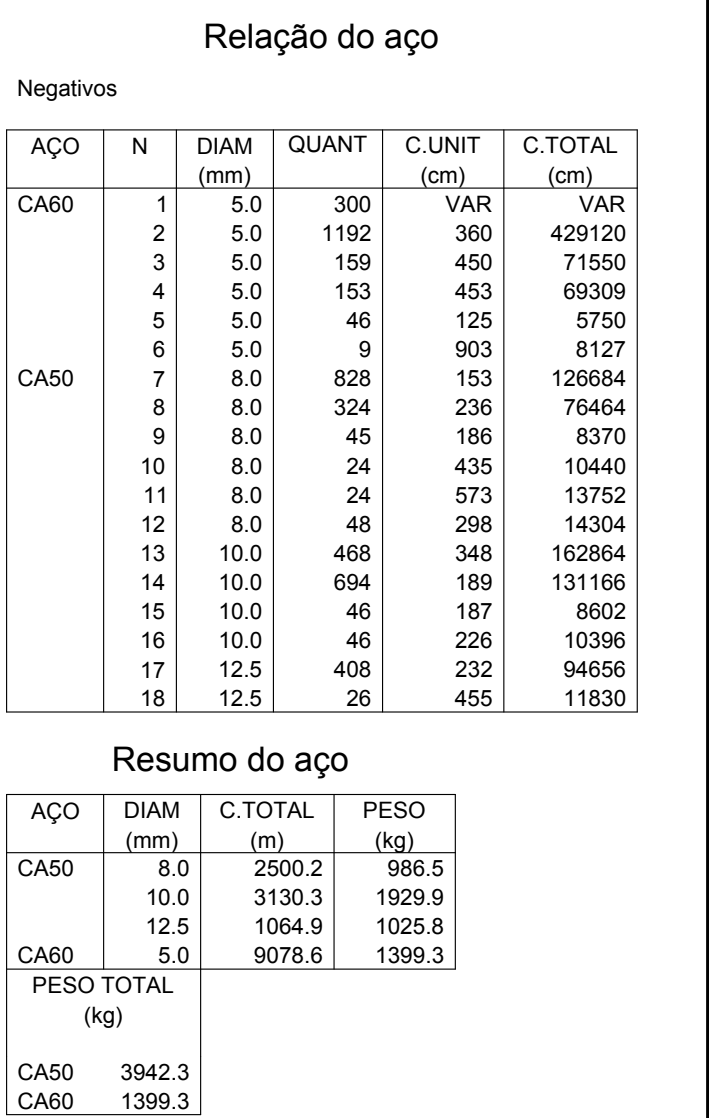 Relação do aço
Negativos
AÇO N DIAM QUANT C.UNIT C.TOTAL
(mm) (cm) (cm)
CA60 1 5.0 300 VAR VAR
2 5.0 1192 360 429120
3 5.0 159 450 71550
4 5.0 153 453 69309
5 5.0 46 125 5750
6 5.0 9 903 8127
CA50 7 8.0 828 153 126684
8 8.0 324 236 76464
9 8.0 45 186 8370
10 8.0 24 435 10440
11 8.0 24 573 13752
12 8.0 48 298 14304
13 10.0 468 348 162864
14 10.0 694 189 131166
15 10.0 46 187 8602
16 10.0 46 226 10396
17 12.5 408 232 94656
18 12.5 26 455 11830
Resumo do aço
AÇO DIAM C.TOTAL PESO
(mm) (m) (kg)
CA50 8.0 2500.2 986.5
10.0 3130.3 1929.9
12.5 1064.9 1025.8
CA60 5.0 9078.6 1399.3
PESO TOTAL
(kg)
CA50 3942.3
CA60 1399.3